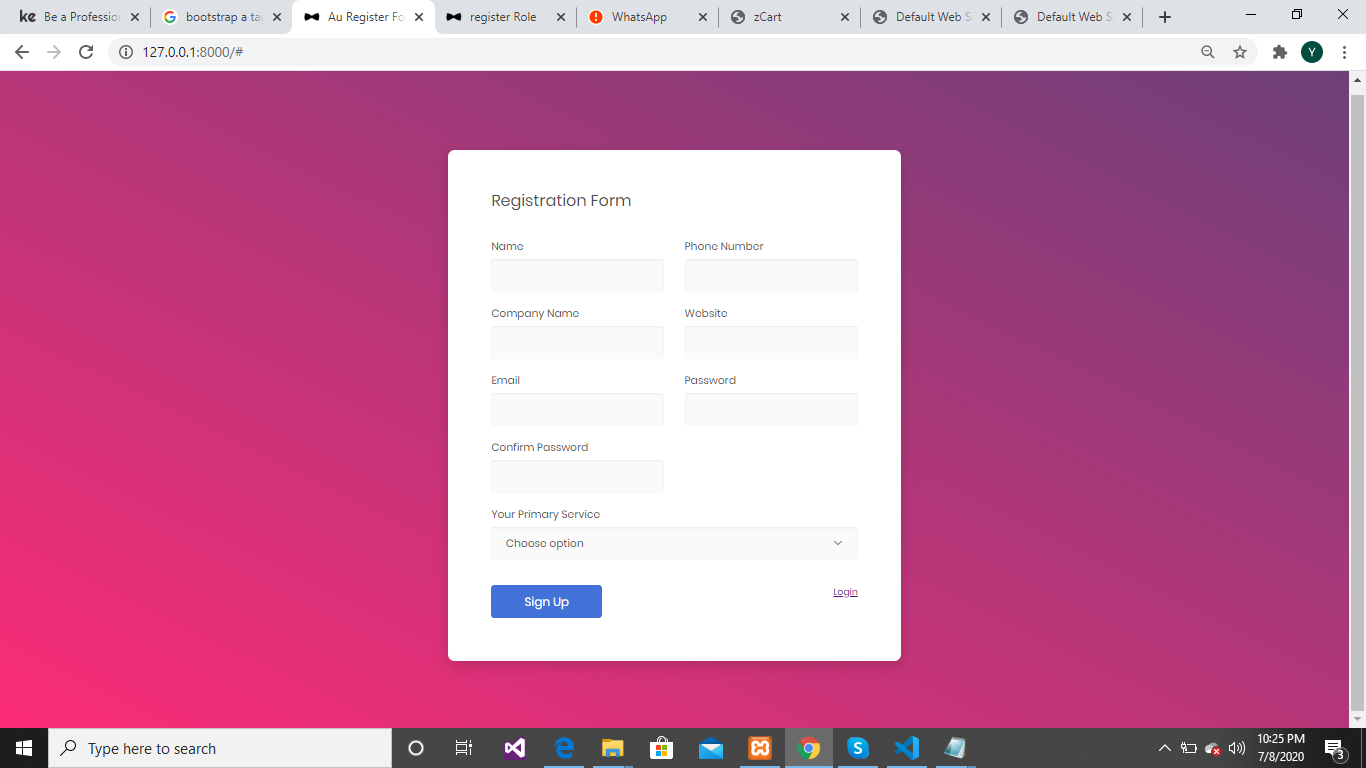 ke Be a Profession
bootstrap a tag
Au Register Fo
register Role
WhatsApp
zCart
Default Web S
Default Web S
127.0.0.1:8000/#
Y
Registration Form
Name Phone Number
Company Name Website
Email Password
Confirm Password
Your Primary Service
Choose option
Sign Up Login
Type here to search
S
10:25 PM
7/8/2020
3